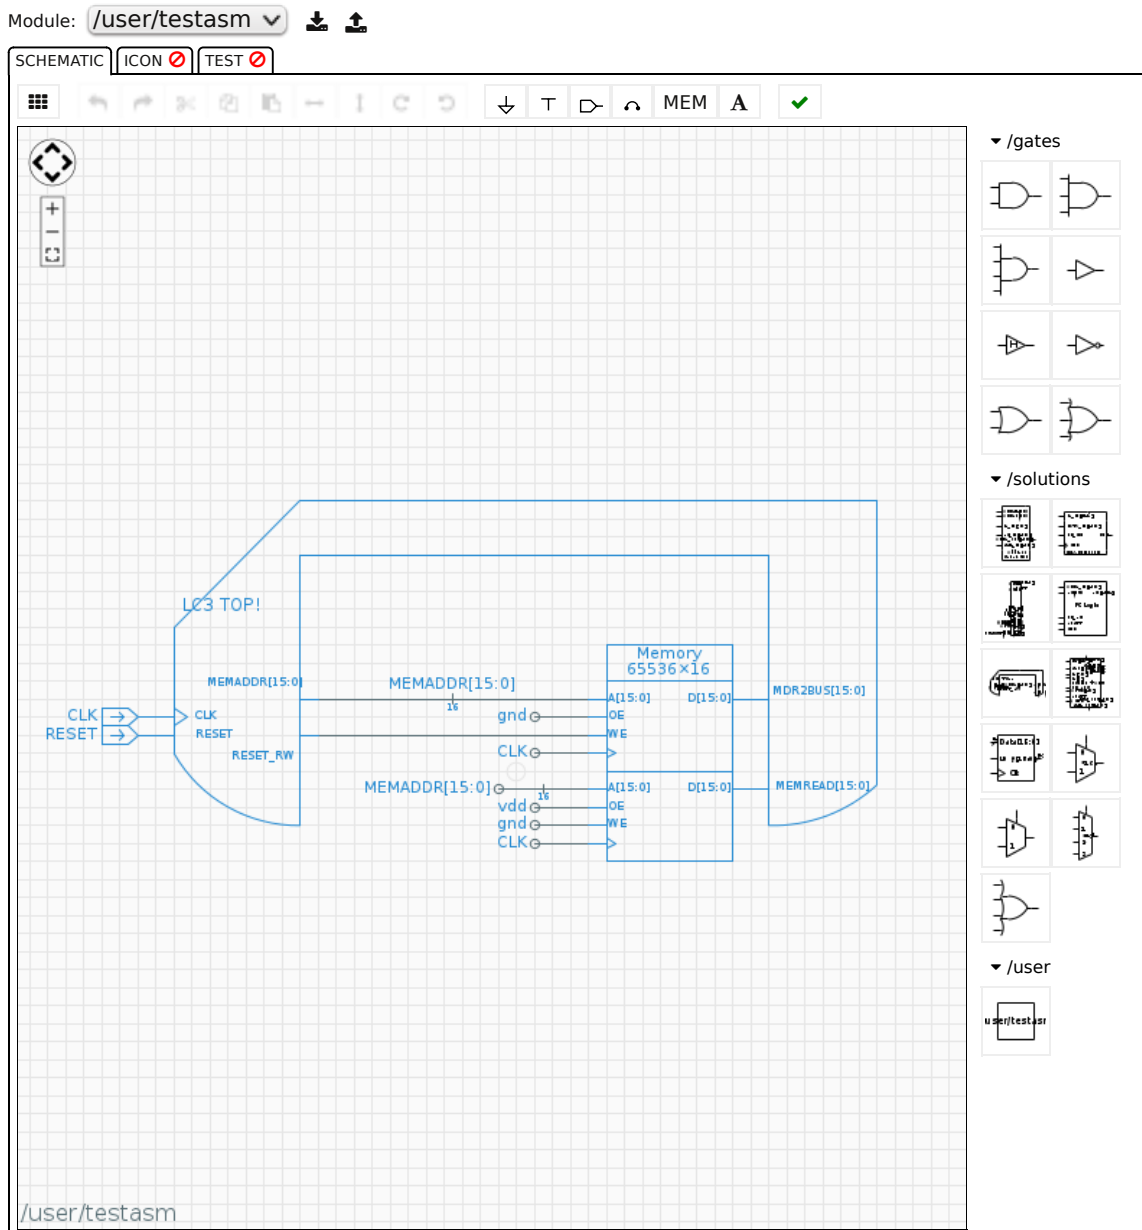 Module: /user/testasm
SCHEMATIC ICON TEST
MEM A
/gates
/solutions
/user
LC3 TOP!
Memory
65536×16
MEMADDR[15:0]
MEMADDR[15:0]
16
A[15:0] D[15:0]
MDR2BUS[15:0]
CLK
CLK
gnd
OE
RESET
RESET
WE
RESET_RW
CLK
MEMADDR[15:0]
16
A[15:0] D[15:0]
MEMREAD[15:0]
vdd
OE
gnd
WE
CLK
/user/testasm